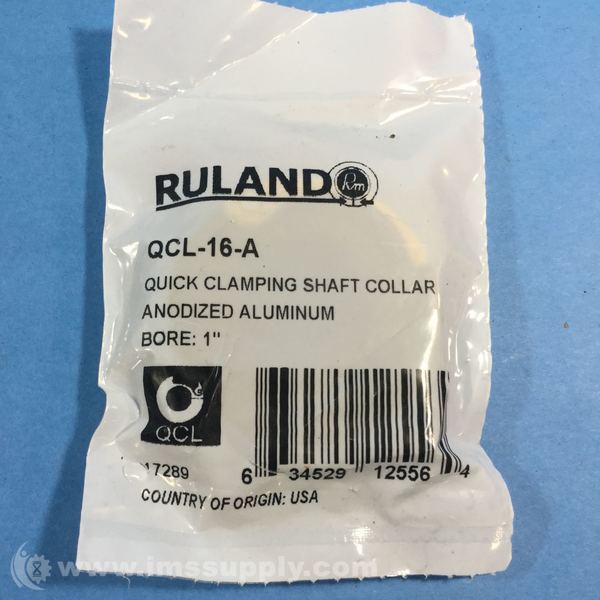 RULAND Rm
QCL-16-A
QUICK CLAMPING SHAFT COLLAR
ANODIZED ALUMINUM
BORE: 1"
QCL
17289
6 34529 12556 4
COUNTRY OF ORIGIN: USA
www.imssupply.com